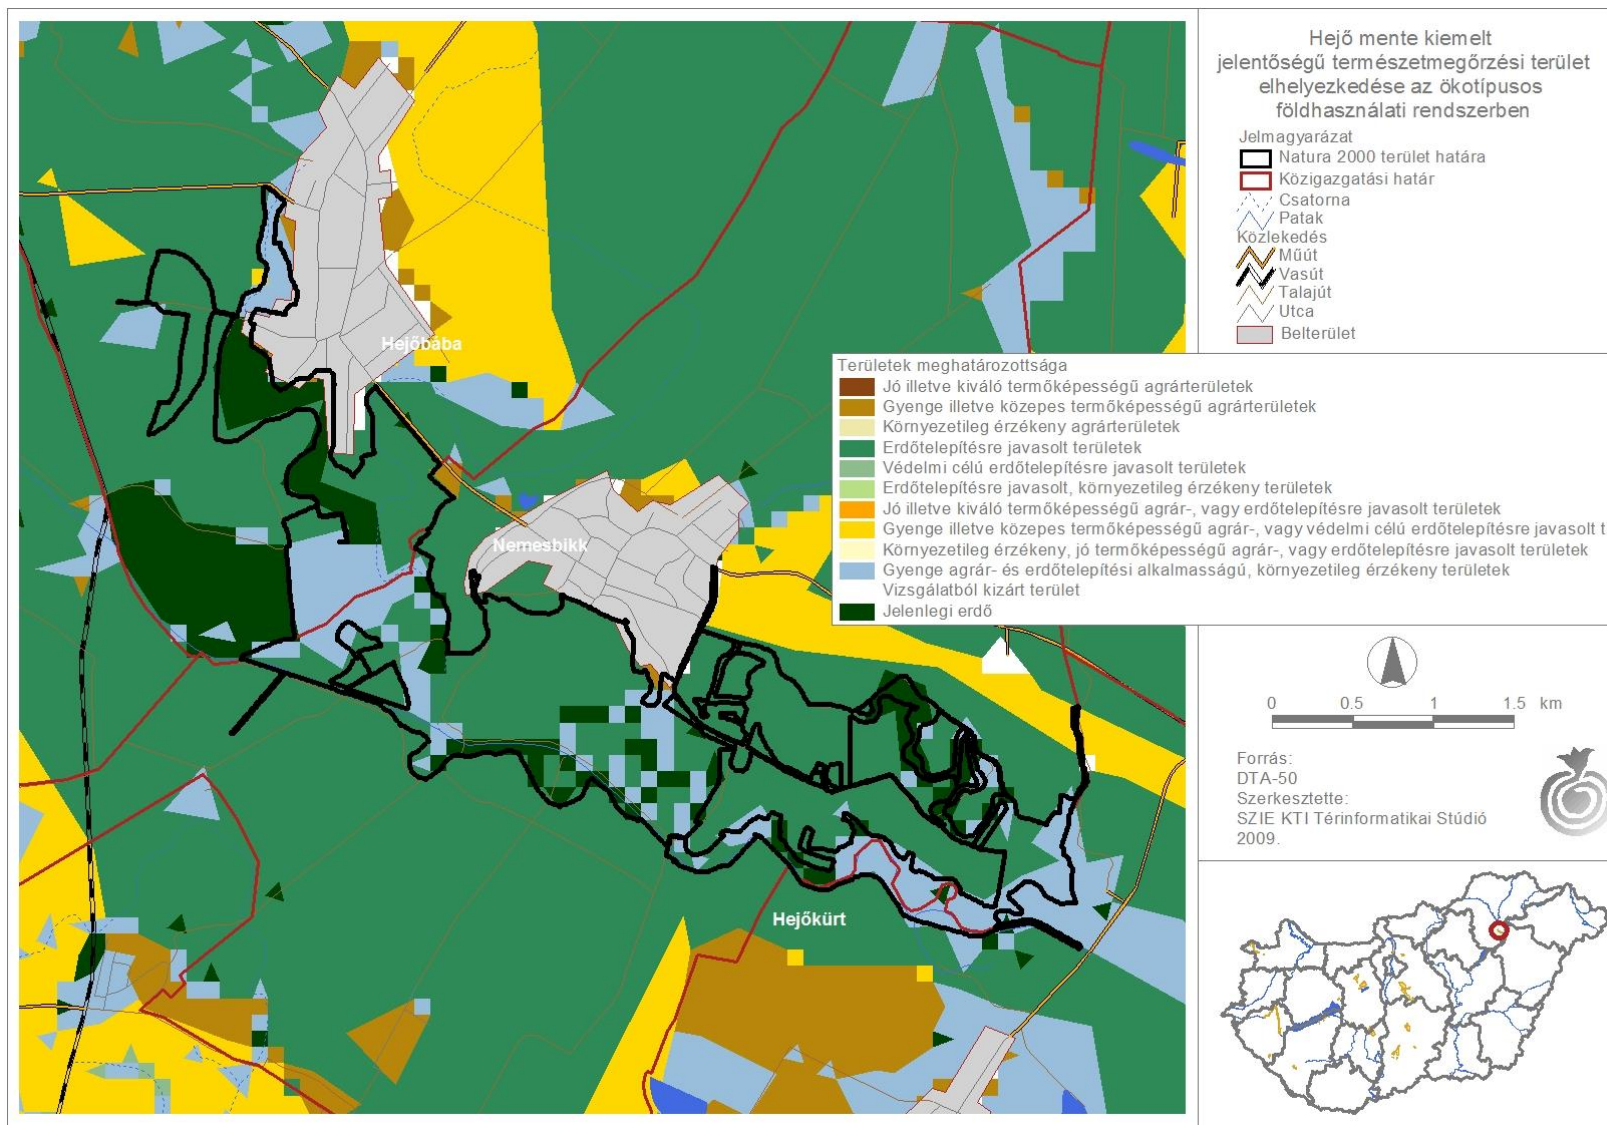 Hejő mente kiemelt
jelentőségű természetmegőrzési terület
elhelyezkedése az ökotípusos
földhasználati rendszerben
Jelmagyarázat
Natura 2000 terület határa
Közigazgatási határ
Csatorna
Patak
Közlekedés
Műút
Vasút
Talajút
Utca
Belterület
Területek meghatározottsága
Jó illetve kiváló termőképességű agrárterületek
Gyenge illetve közepes termőképességű agrárterületek
Környezetileg érzékeny agrárterületek
Erdőtelepítésre javasolt területek
Védelmi célú erdőtelepítésre javasolt területek
Erdőtelepítésre javasolt, környezetileg érzékeny területek
Jó illetve kiváló termőképességű agrár-, vagy erdőtelepítésre javasolt területek
Gyenge illetve közepes termőképességű agrár-, vagy védelmi célú erdőtelepítésre javasolt t
Környezetileg érzékeny, jó termőképességű agrár-, vagy erdőtelepítésre javasolt területek
Gyenge agrár- és erdőtelepítési alkalmasságú, környezetileg érzékeny területek
Vizsgálatból kizárt terület
Jelenlegi erdő
Hejőbába
Nemesbikk
Hejőkürt
0 0.5 1 1.5 km
Forrás:
DTA-50
Szerkesztette:
SZIE KTI Térinformatikai Stúdió
2009.